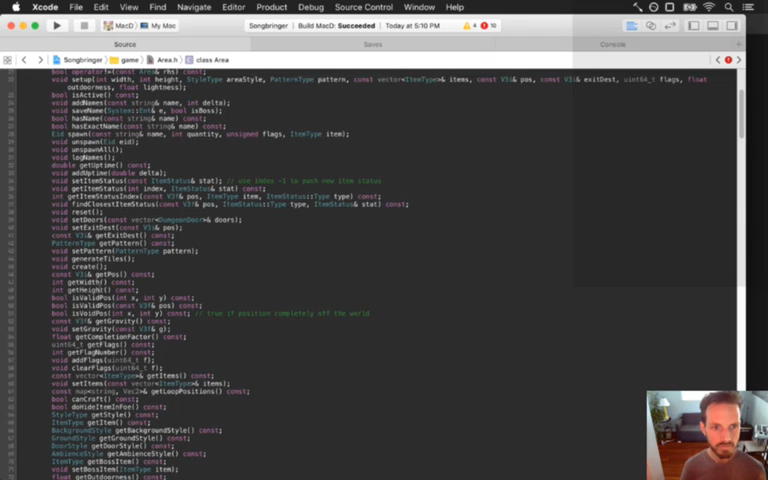 Xcode File Edit View Find Navigate Editor Product Debug Source Control Window Help
MacD My Mac Songbringer Build MacD: Succeeded Today at 5:10 PM 4 10
Source Saves Console
Songbringer game Area.h class Area
bool operator!=(const Area& rhs) const;
void setup(int width, int height, StyleType areaStyle, PatternType pattern, const vector<ItemType>& items, const V3i& pos, const V3i& exitDest, uint64_t flags, float
outdoorness, float lightness);
bool isActive() const;
void addNames(const string& name, int delta);
void saveName(System::Ent& e, bool isBoss);
bool hasName(const string& name) const;
bool hasExactName(const string& name) const;
Eid spawn(const string& name, int quantity, unsigned flags, ItemType item);
void unspawn(Eid eid);
void unspawnAll();
void logNames();
double getUptime() const;
void addUptime(double delta);
void setItemStatus(const ItemStatus& stat); // use index -1 to push new item status
void getItemStatus(int index, ItemStatus& stat) const;
int getItemStatusIndex(const V3f& pos, ItemType item, ItemStatus::Type type) const;
void findClosestItemStatus(const V3f& pos, ItemStatus::Type type, ItemStatus& stat) const;
void reset();
void setDoors(const vector<DungeonDoor>& doors);
void setExitDest(const V3i& pos);
const V3i& getExitDest() const;
PatternType getPattern() const;
void setPattern(PatternType pattern);
void generateTiles();
void create();
const V3i& getPos() const;
int getWidth() const;
int getHeight() const;
bool isValidPos(int x, int y) const;
bool isValidPos(const V3f& pos) const;
bool isVoidPos(int x, int y) const; // true if position completely off the world
const V3f& getGravity() const;
void setGravity(const V3f& g);
float getCompletionFactor() const;
uint64_t getFlags() const;
int getFlagNumber() const;
void addFlags(uint64_t f);
void clearFlags(uint64_t f);
const vector<ItemType>& getItems() const;
void setItems(const vector<ItemType>& items);
const map<string, Vec2>& getLoopPositions() const;
bool canCraft() const;
bool doHideItemInFoe() const;
StyleType getStyle() const;
ItemType getItem() const;
BackgroundStyle getBackgroundStyle() const;
GroundStyle getGroundStyle() const;
DoorStyle getDoorStyle() const;
AmbienceStyle getAmbienceStyle() const;
ItemType getBossItem() const;
void setBossItem(ItemType item);
float getOutdoorness() const;